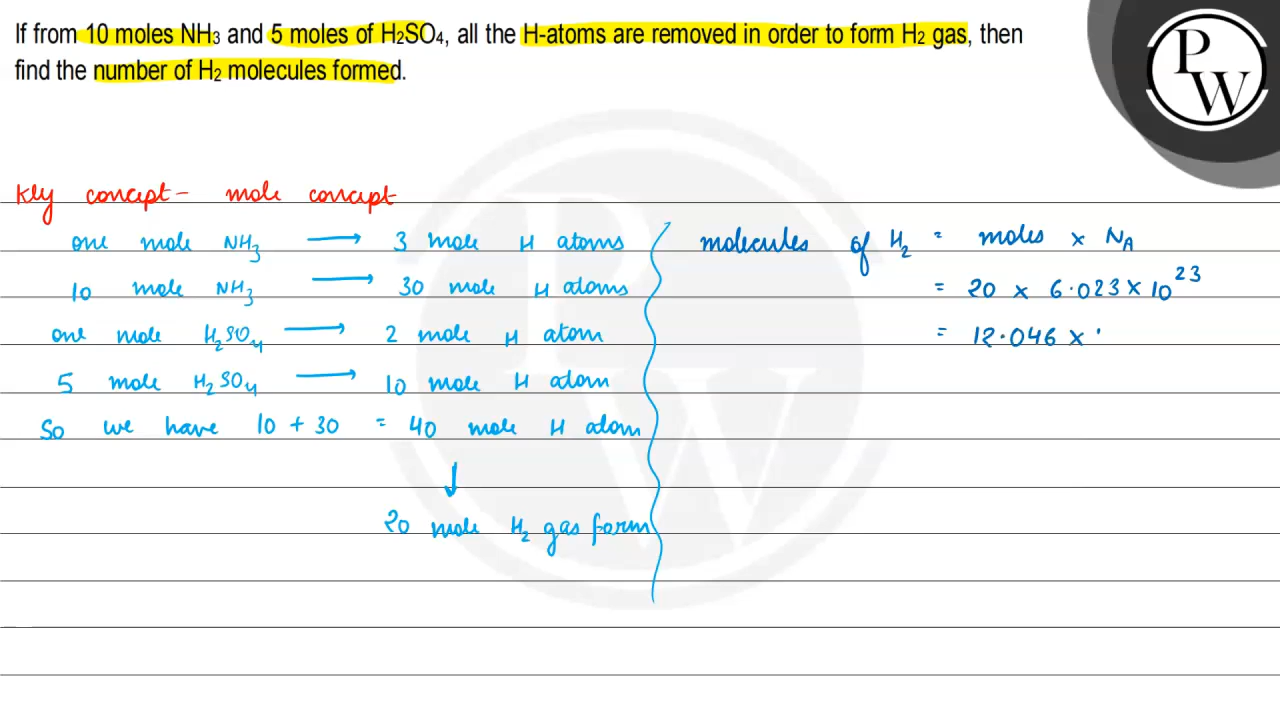 If from 10 moles NH3 and 5 moles of H2SO4, all the H-atoms are removed in order to form H2 gas, then
find the number of H2 molecules formed.
PW
Key concept - mole concept
one mole NH3 → 3 mole H atoms
10 mole NH3 → 30 mole H atoms
one mole H2SO4 → 2 mole H atom
5 mole H2SO4 → 10 mole H atom
So we have 10 + 30 = 40 mole H atom
↓
20 mole H2 gas form
molecules of H2 = moles × NA
= 20 × 6.023 × 10^23
= 12.046 ×
PW